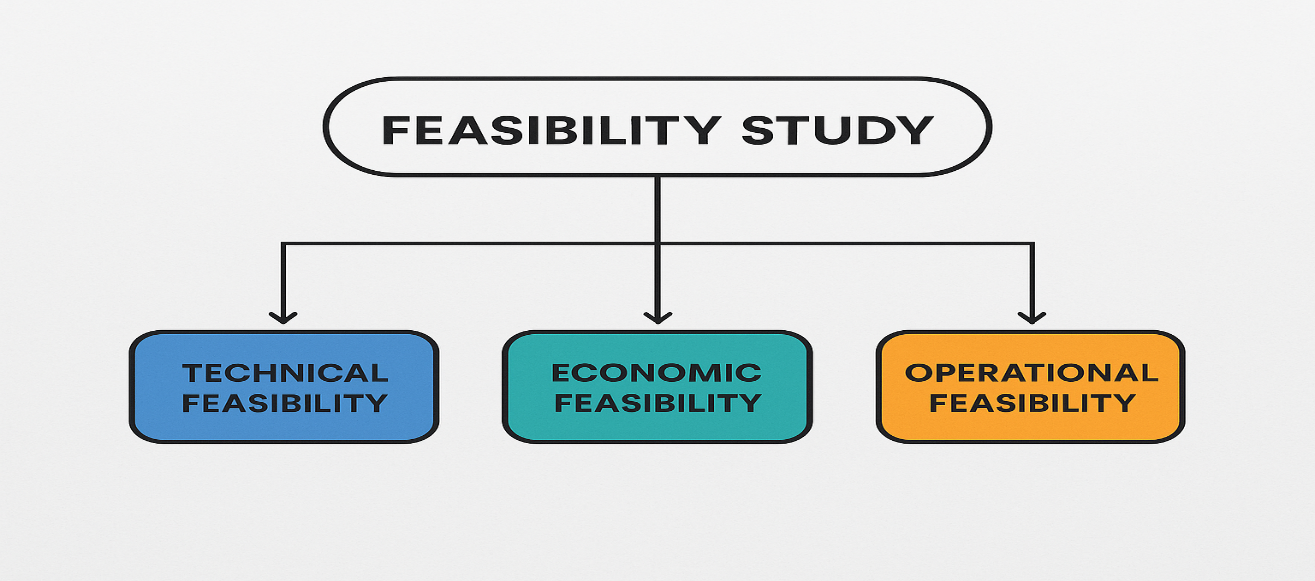 FEASIBILITY STUDY
TECHNICAL
FEASIBILITY
ECONOMIC
FEASIBILITY
OPERATIONAL
FEASIBILITY